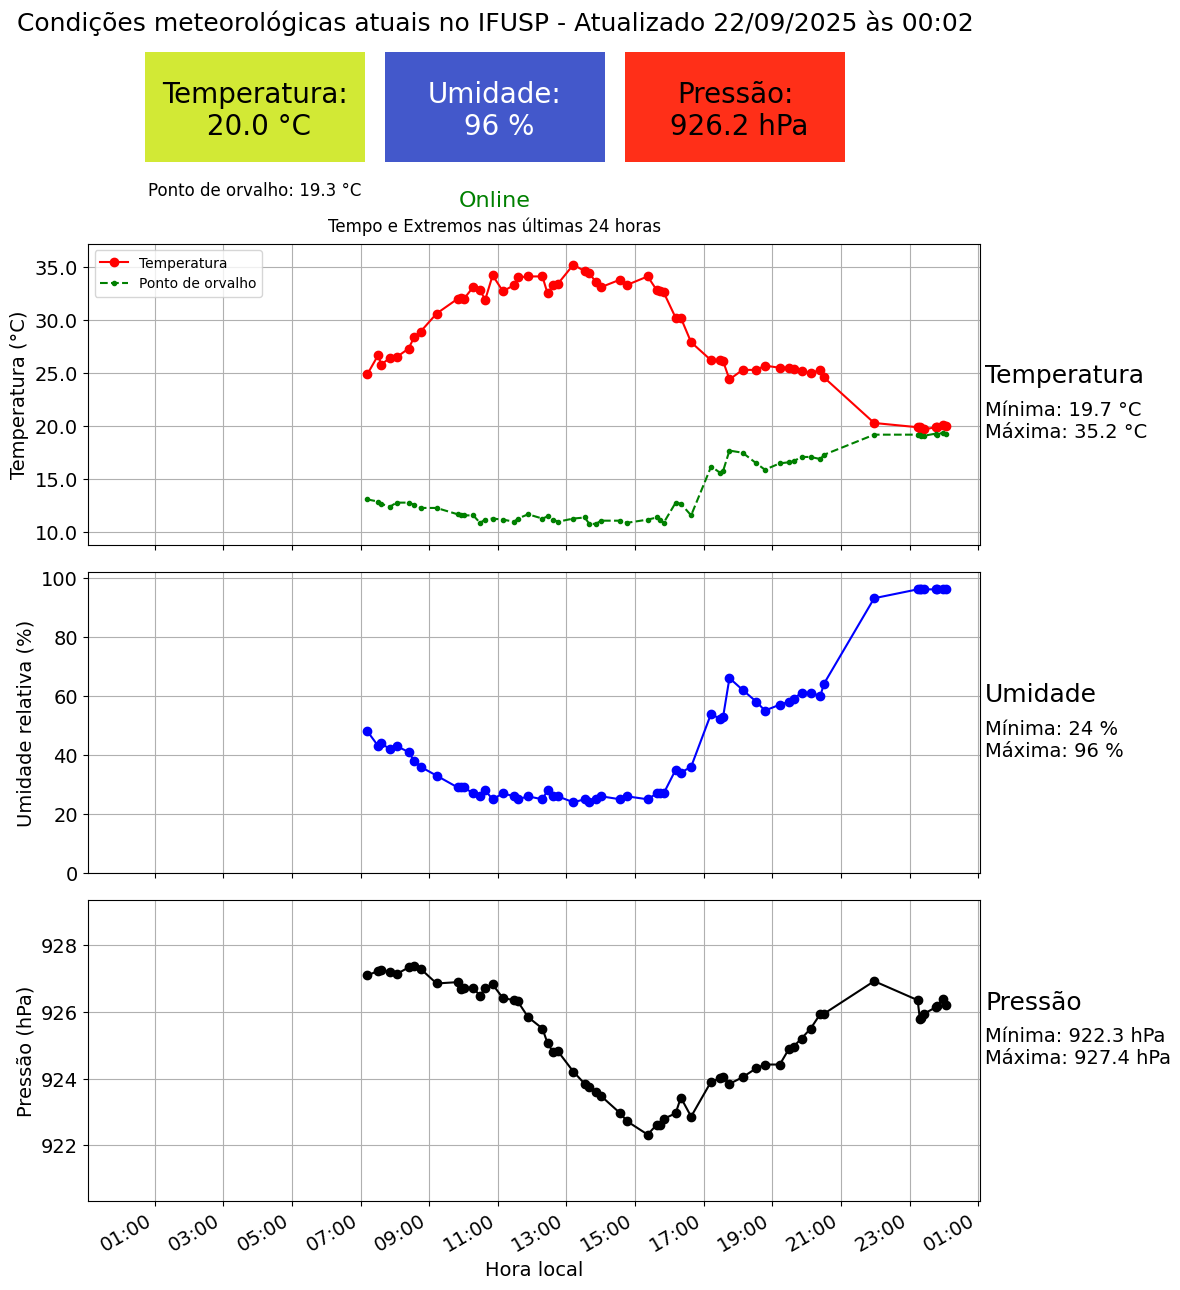 Condições meteorológicas atuais no IFUSP - Atualizado 22/09/2025 às 00:02
Temperatura:
20.0 °C
Umidade:
96 %
Pressão:
926.2 hPa
Ponto de orvalho: 19.3 °C
Online
Tempo e Extremos nas últimas 24 horas
Temperatura
Ponto de orvalho
Temperatura (°C)
35.0
30.0
25.0
20.0
15.0
10.0
Temperatura
Mínima: 19.7 °C
Máxima: 35.2 °C
Umidade relativa (%)
100
80
60
40
20
0
Umidade
Mínima: 24 %
Máxima: 96 %
Pressão (hPa)
928
926
924
922
Pressão
Mínima: 922.3 hPa
Máxima: 927.4 hPa
01:00 03:00 05:00 07:00 09:00 11:00 13:00 15:00 17:00 19:00 21:00 23:00 01:00
Hora local